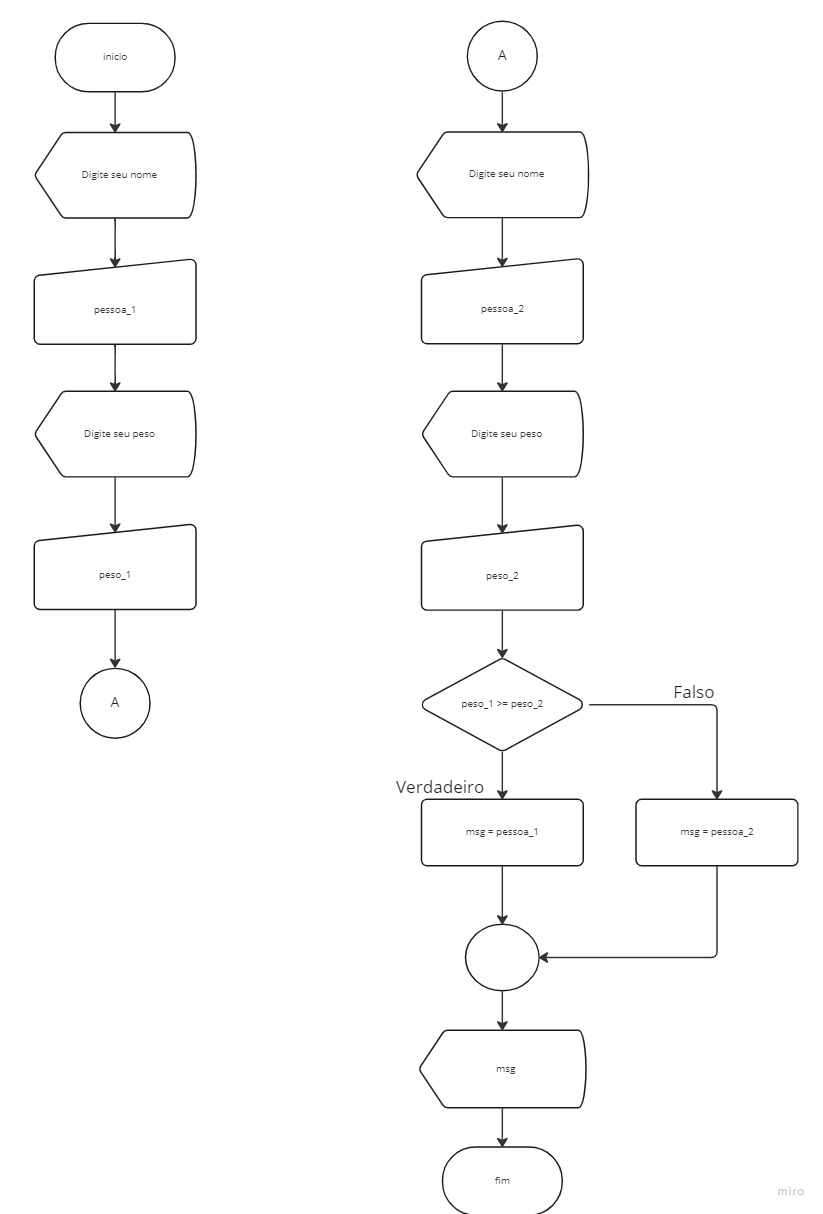 inicio
Digite seu nome
pessoa_1
Digite seu peso
peso_1
A
A
Digite seu nome
pessoa_2
Digite seu peso
peso_2
peso_1 >= peso_2
Falso
Verdadeiro
msg = pessoa_1
msg = pessoa_2
msg
fim
miro